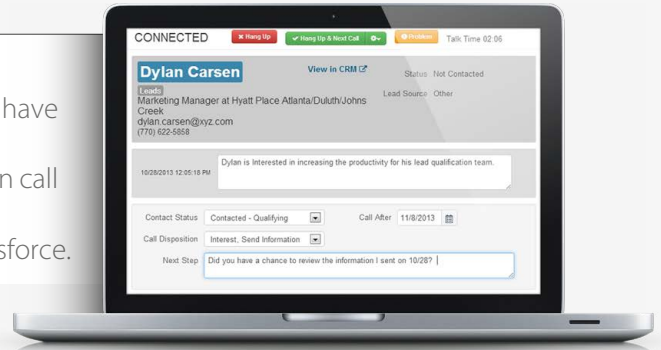 have
n call
sforce.
CONNECTED
Hang Up
Hang Up & Next Call
Problem
Talk Time 02:06
Dylan Carsen
View in CRM
Status Not Contacted
Leads
Lead Source Other
Marketing Manager at Hyatt Place Atlanta/Duluth/Johns
Creek
dylan.carsen@xyz.com
(770) 622-5858
10/28/2013 12:05:18 PM
Dylan is Interested in increasing the productivity for his lead qualification team.
Contact Status Contacted - Qualifying
Call After 11/8/2013
Call Disposition Interest, Send Information
Next Step Did you have a chance to review the information I sent on 10/28?